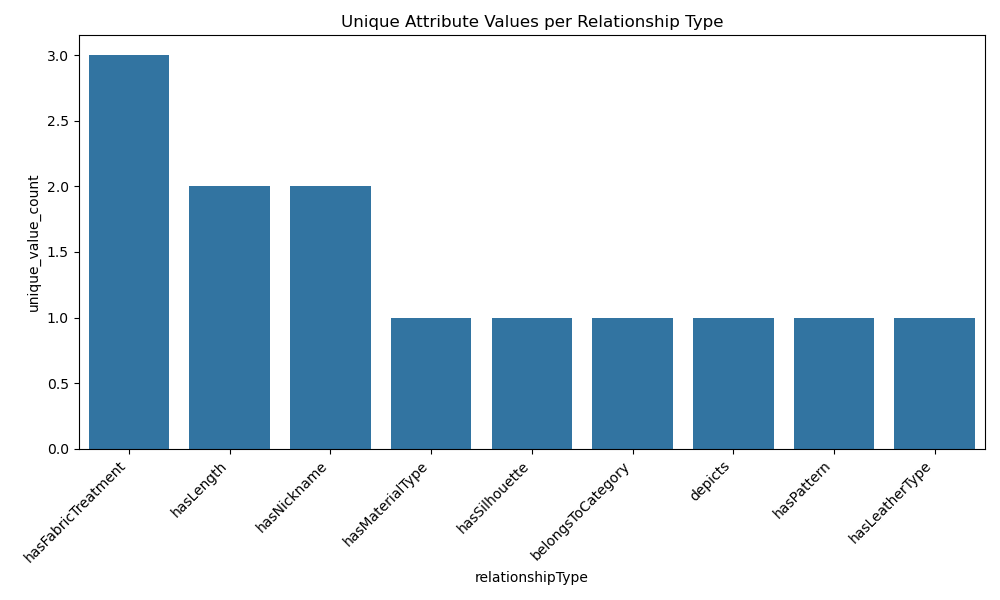 Unique Attribute Values per Relationship Type
unique_value_count
3.0
2.5
2.0
1.5
1.0
0.5
0.0
hasFabricTreatment
hasLength
hasNickname
hasMaterialType
hasSilhouette
belongsToCategory
depicts
hasPattern
hasLeatherType
relationshipType